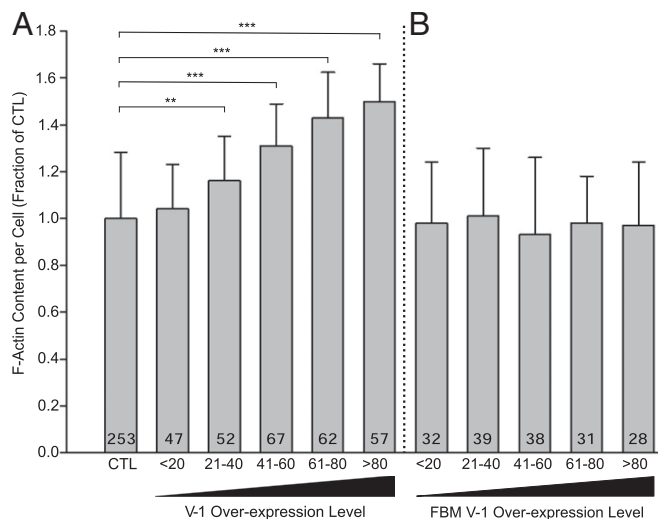 A
B
F-Actin Content per Cell (Fraction of CTL)
1.8
1.6
1.4
1.2
1.0
0.8
0.6
0.4
0.2
0.0
***
***
***
**
253 47 52 67 62 57 32 39 38 31 28
CTL <20 21-40 41-60 61-80 >80 <20 21-40 41-60 61-80 >80
V-1 Over-expression Level
FBM V-1 Over-expression Level